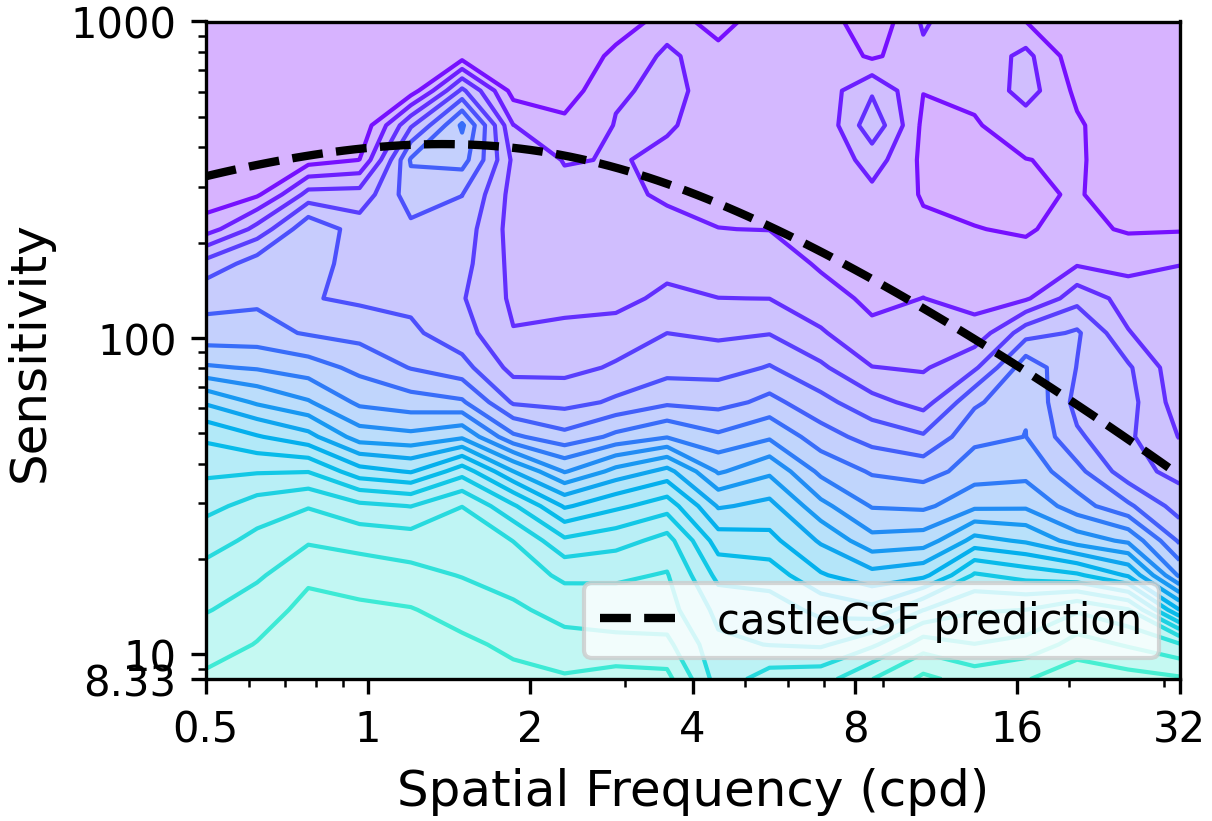 1000
100
10
8.33
Sensitivity
castleCSF prediction
0.5 1 2 4 8 16 32
Spatial Frequency (cpd)